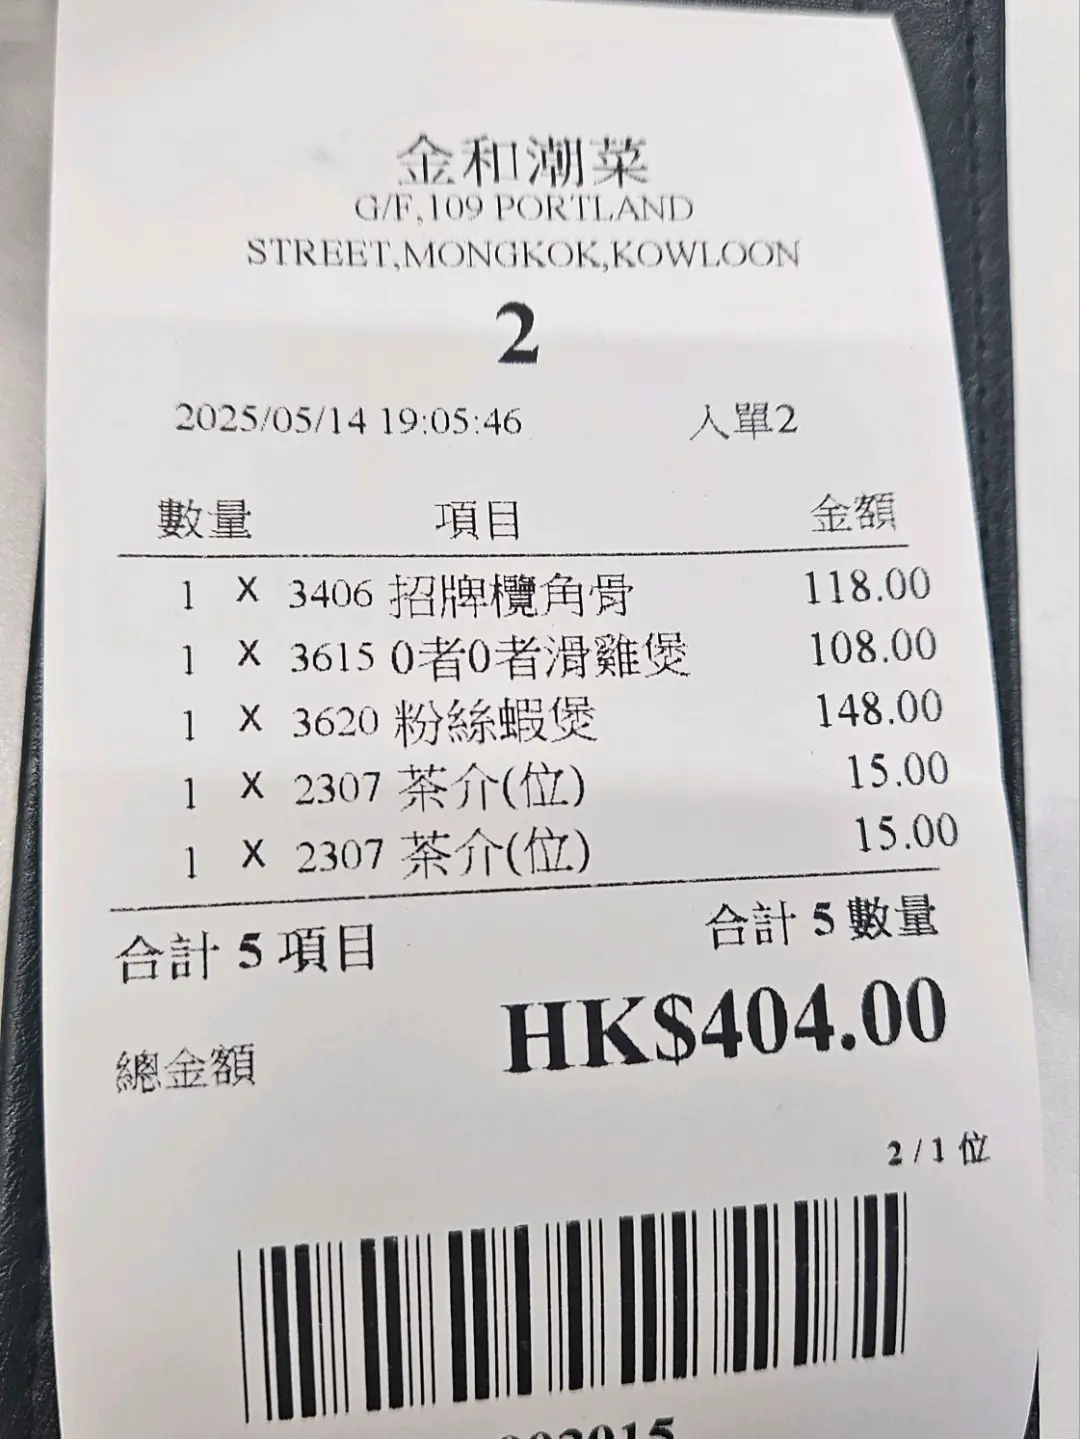 金和潮菜
G/F,109 PORTLAND
STREET,MONGKOK,KOWLOON
2
2025/05/14 19:05:46 入單2
數量 項目 金額
1 X 3406 招牌欖角骨 118.00
1 X 3615 0者0者滑雞煲 108.00
1 X 3620 粉絲蝦煲 148.00
1 X 2307 茶介(位) 15.00
1 X 2307 茶介(位) 15.00
合計 5 項目 合計 5 數量
總金額 HK$404.00
2 / 1 位